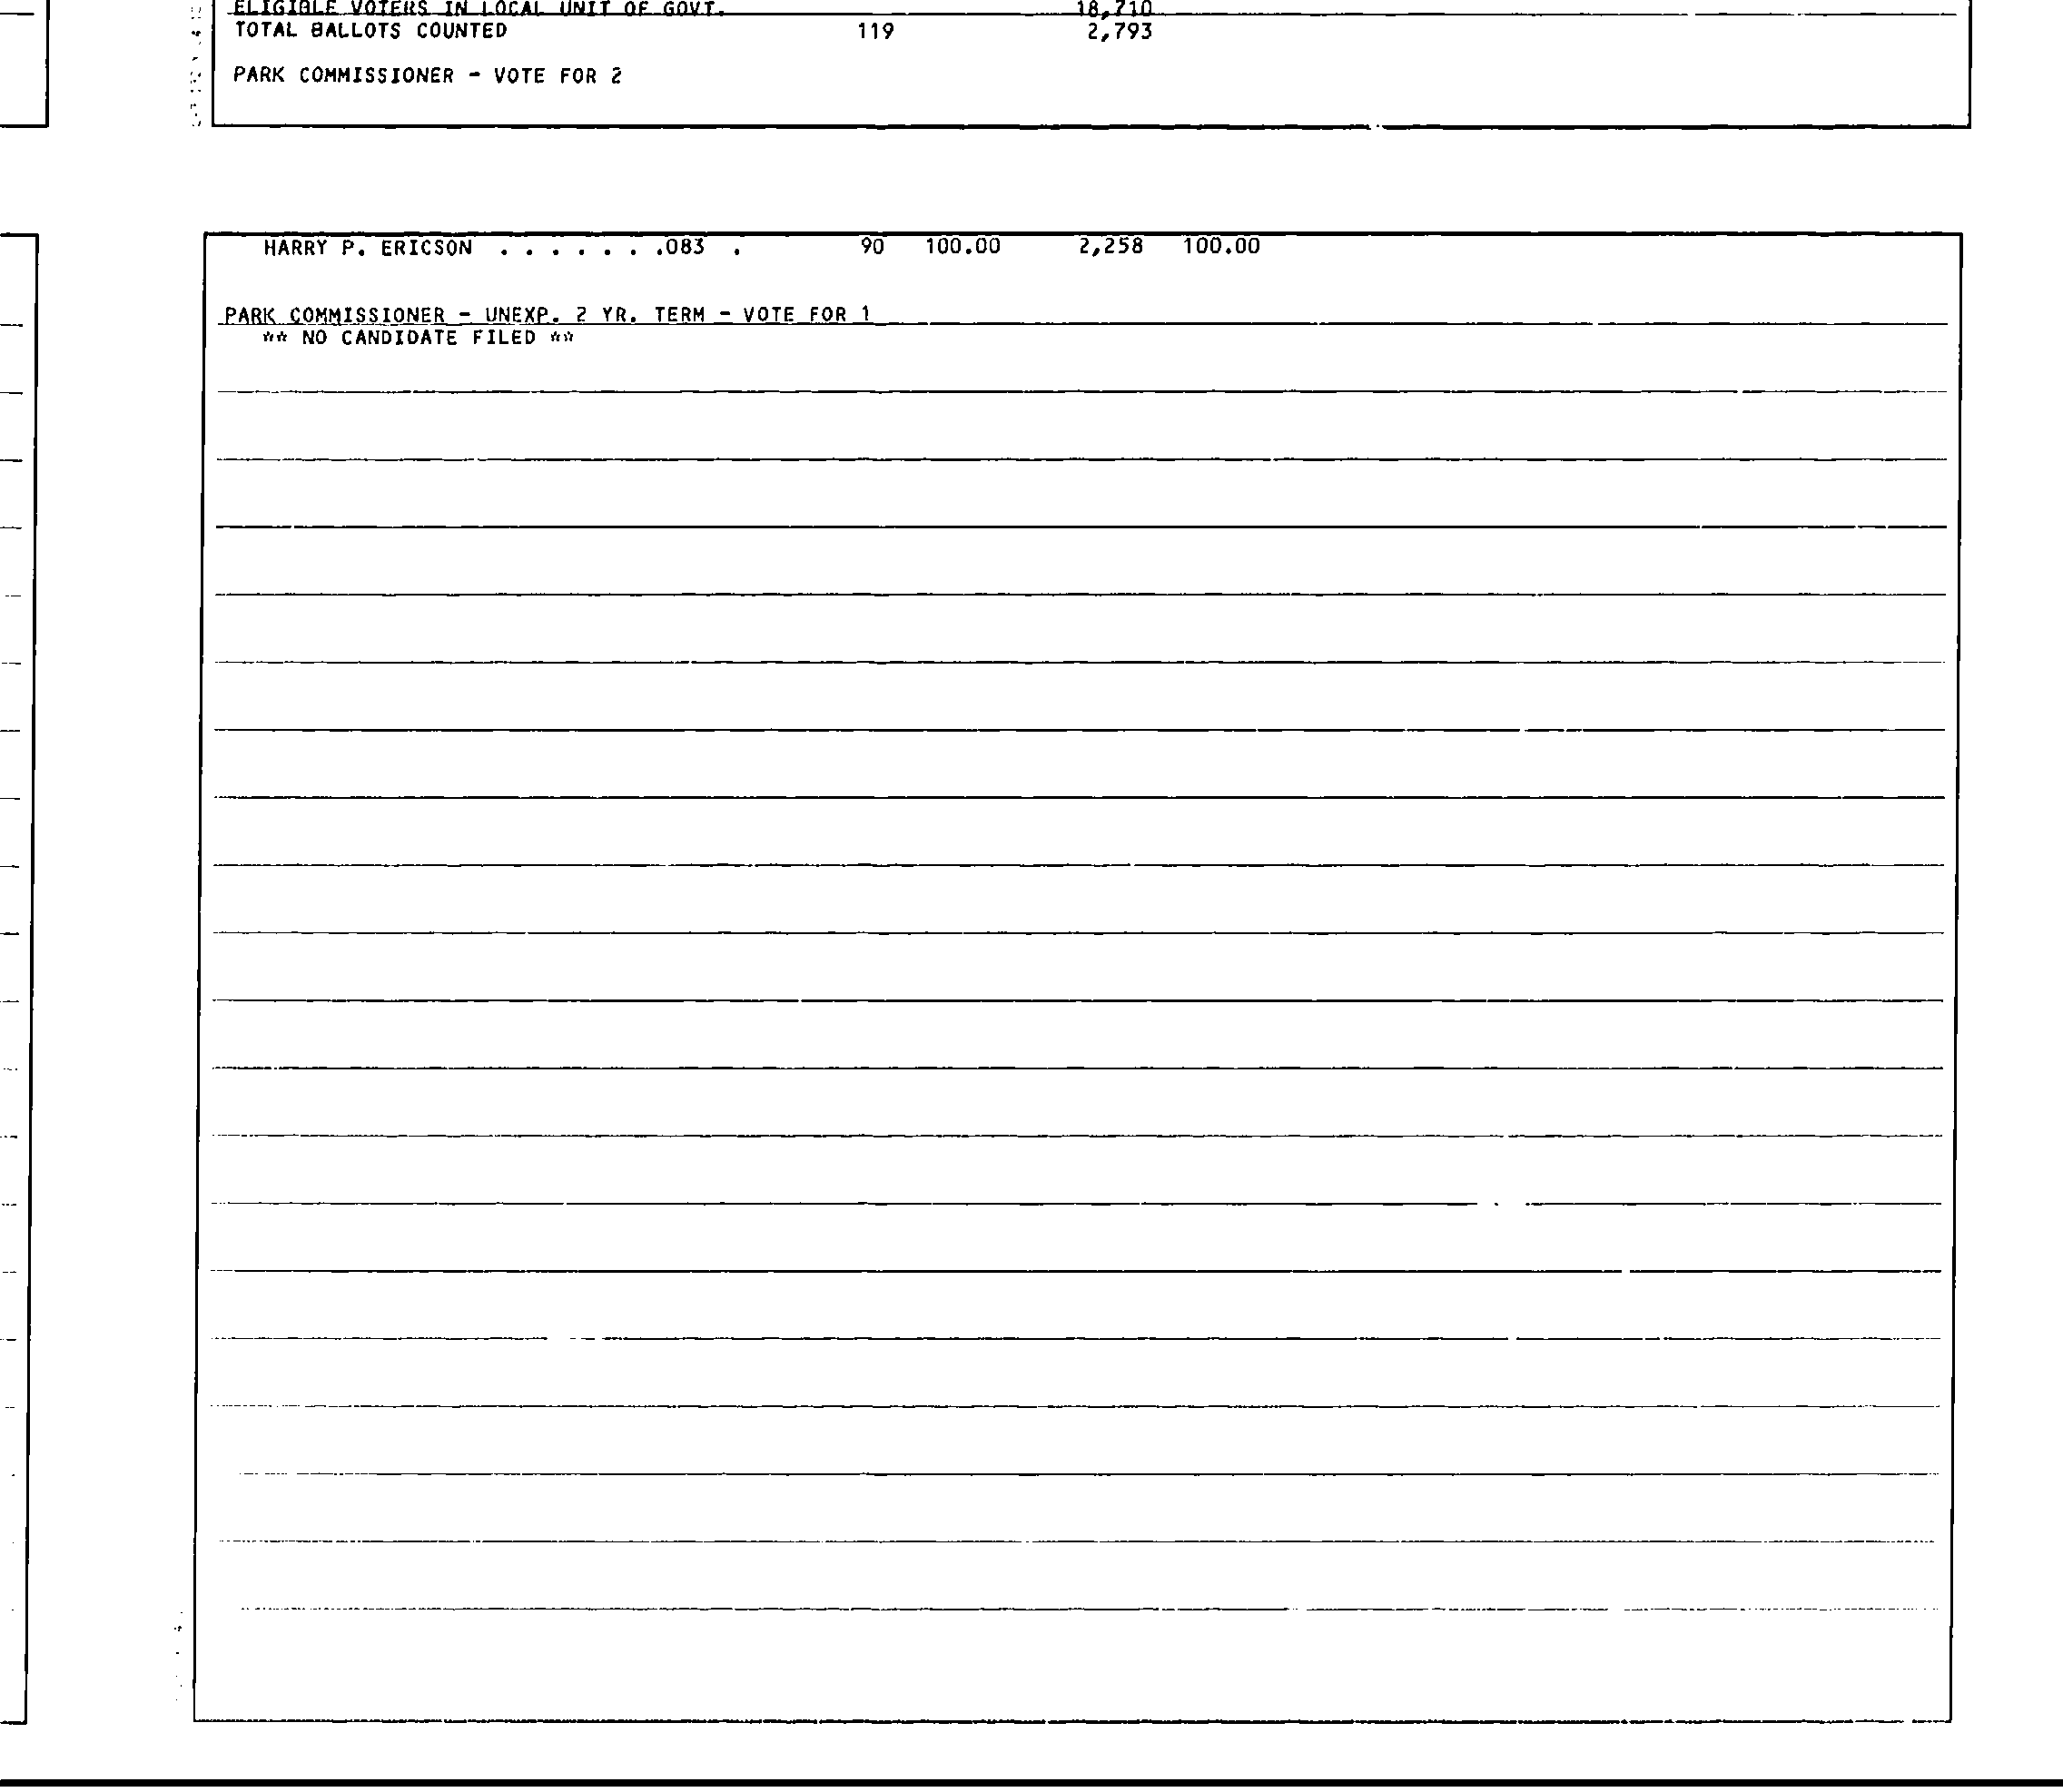 ELIGIBLE VOTERS IN LOCAL UNIT OF GOVT. 18,710
TOTAL BALLOTS COUNTED 119 2,793
PARK COMMISSIONER - VOTE FOR 2
HARRY P. ERICSON . . . . . . .083 . 90 100.00 2,258 100.00
PARK COMMISSIONER - UNEXP. 2 YR. TERM - VOTE FOR 1
** NO CANDIDATE FILED **